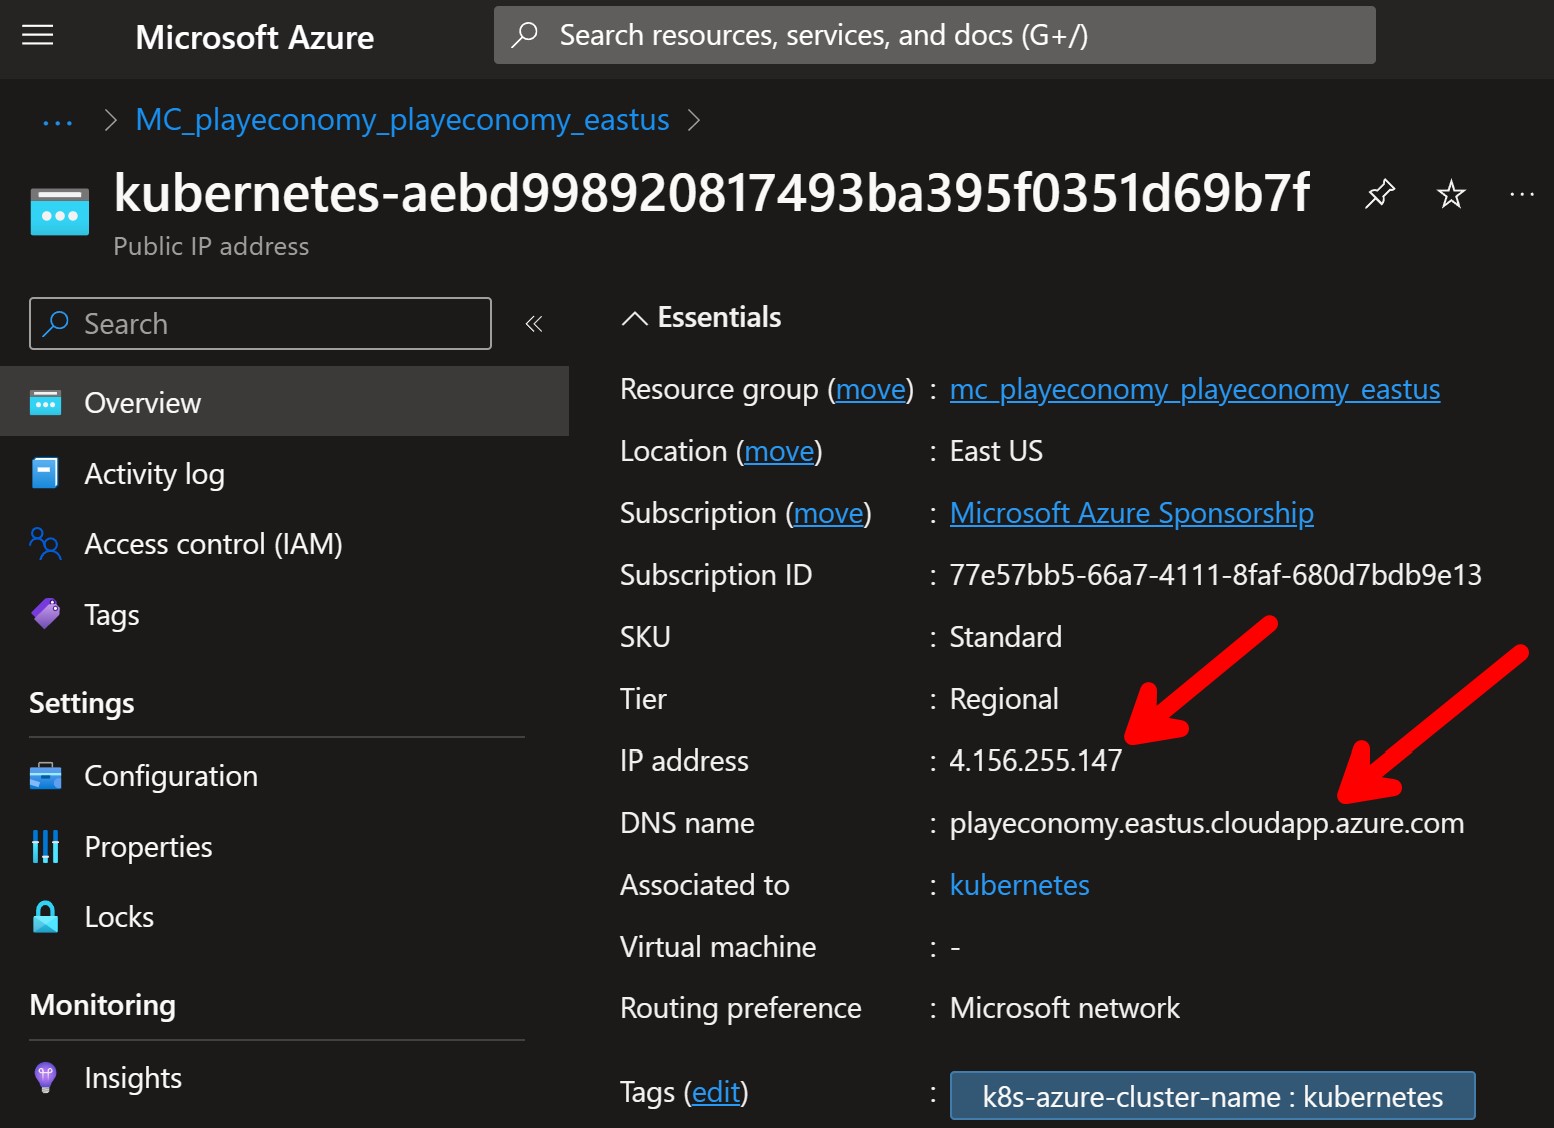 Microsoft Azure
Search resources, services, and docs (G+/)
... > MC_playeconomy_playeconomy_eastus >
kubernetes-aebd998920817493ba395f0351d69b7f
Public IP address
Search
Overview
Activity log
Access control (IAM)
Tags
Settings
Configuration
Properties
Locks
Monitoring
Insights
Essentials
Resource group (move) : mc_playeconomy_playeconomy_eastus
Location (move) : East US
Subscription (move) : Microsoft Azure Sponsorship
Subscription ID : 77e57bb5-66a7-4111-8faf-680d7bdb9e13
SKU : Standard
Tier : Regional
IP address : 4.156.255.147
DNS name : playeconomy.eastus.cloudapp.azure.com
Associated to : kubernetes
Virtual machine : -
Routing preference : Microsoft network
Tags (edit) : k8s-azure-cluster-name : kubernetes